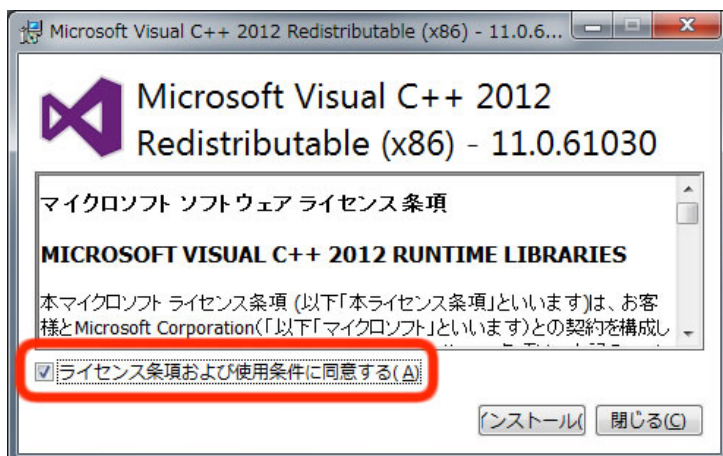 Microsoft Visual C++ 2012 Redistributable (x86) - 11.0.6...
Microsoft Visual C++ 2012
Redistributable (x86) - 11.0.61030
マイクロソフト ソフトウェア ライセンス条項
MICROSOFT VISUAL C++ 2012 RUNTIME LIBRARIES
本マイクロソフト ライセンス条項 (以下「本ライセンス条項」といいます)は、お客
様とMicrosoft Corporation(「以下「マイクロソフト」といいます)との契約を構成し
ライセンス条項および使用条件に同意する(A)
インストール(
閉じる(C)